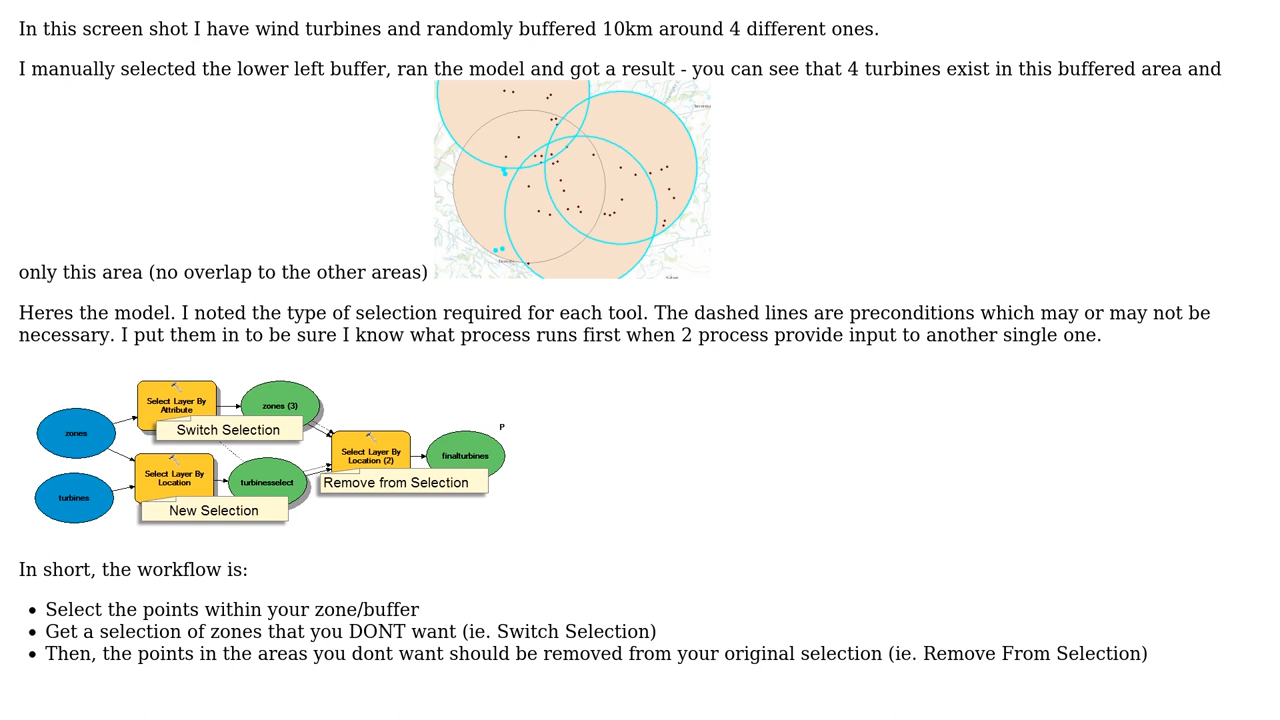 In this screen shot I have wind turbines and randomly buffered 10km around 4 different ones.
I manually selected the lower left buffer, ran the model and got a result - you can see that 4 turbines exist in this buffered area and
only this area (no overlap to the other areas)
Heres the model. I noted the type of selection required for each tool. The dashed lines are preconditions which may or may not be
necessary. I put them in to be sure I know what process runs first when 2 process provide input to another single one.
zones
Select Layer By
Attribute
Switch Selection
zones (3)
turbines
Select Layer By
Location
New Selection
turbinesselect
Select Layer By
Location (2)
Remove from Selection
P
finalturbines
In short, the workflow is:
Select the points within your zone/buffer
Get a selection of zones that you DONT want (ie. Switch Selection)
Then, the points in the areas you dont want should be removed from your original selection (ie. Remove From Selection)